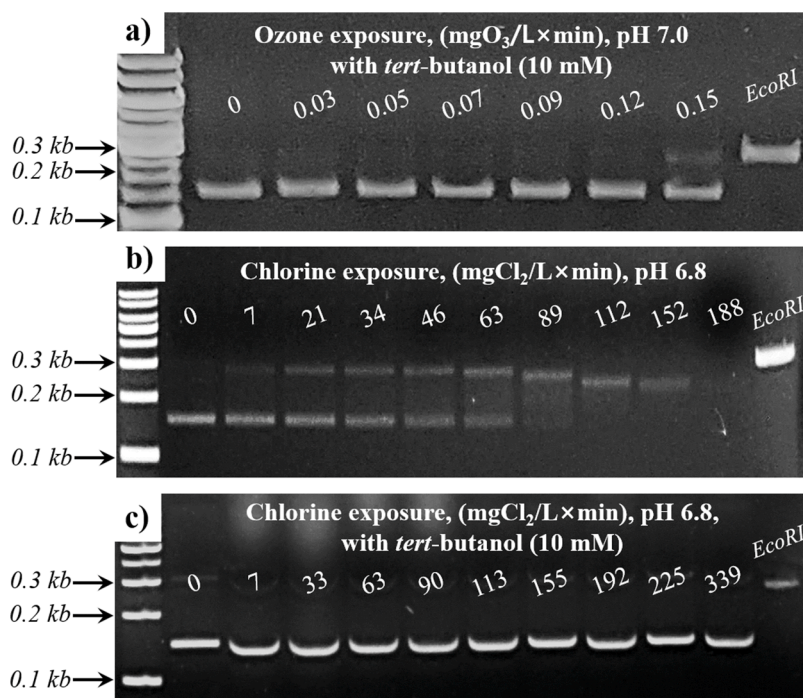 a)
Ozone exposure, (mgO₃/L×min), pH 7.0
with tert-butanol (10 mM)
0 0.03 0.05 0.07 0.09 0.12 0.15 EcoRI
0.3 kb
0.2 kb
0.1 kb
b)
Chlorine exposure, (mgCl₂/L×min), pH 6.8
0 7 21 34 46 63 89 112 152 188 EcoRI
0.3 kb
0.2 kb
0.1 kb
c)
Chlorine exposure, (mgCl₂/L×min), pH 6.8,
with tert-butanol (10 mM)
0 7 33 63 90 113 155 192 225 339 EcoRI
0.3 kb
0.2 kb
0.1 kb